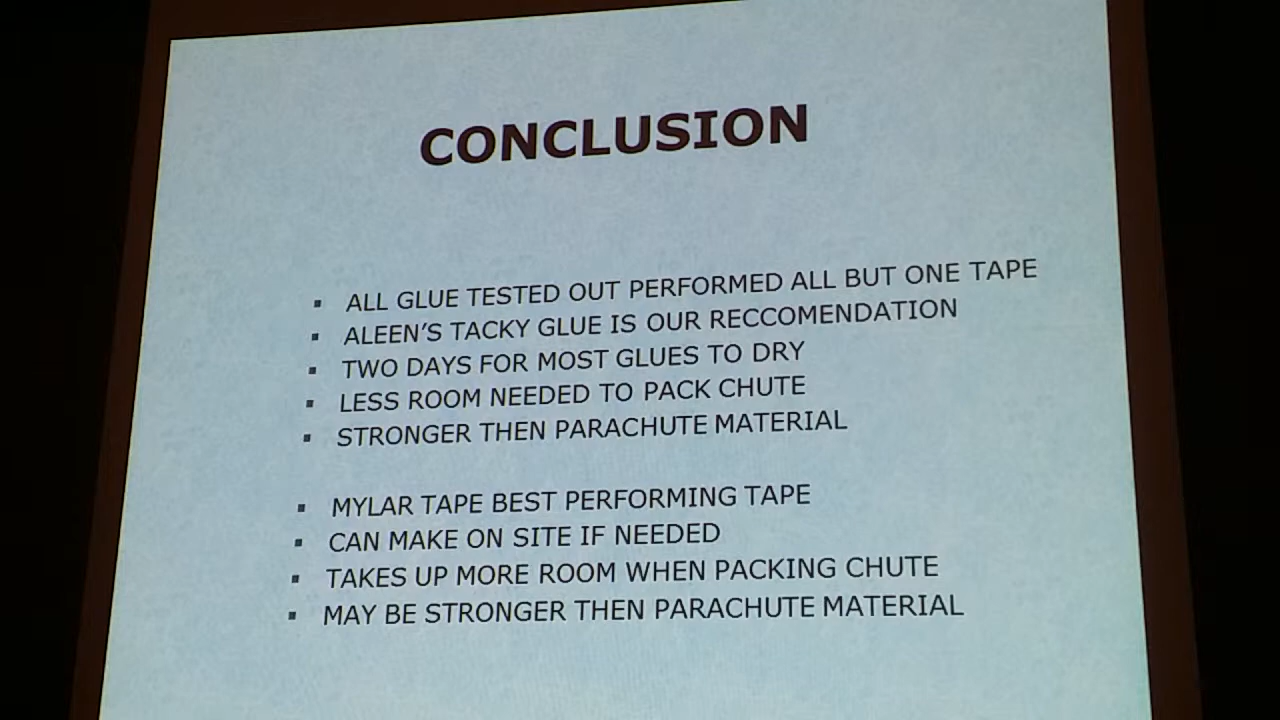 CONCLUSION
▪ ALL GLUE TESTED OUT PERFORMED ALL BUT ONE TAPE
▪ ALEEN'S TACKY GLUE IS OUR RECCOMENDATION
▪ TWO DAYS FOR MOST GLUES TO DRY
▪ LESS ROOM NEEDED TO PACK CHUTE
▪ STRONGER THEN PARACHUTE MATERIAL
▪ MYLAR TAPE BEST PERFORMING TAPE
▪ CAN MAKE ON SITE IF NEEDED
▪ TAKES UP MORE ROOM WHEN PACKING CHUTE
▪ MAY BE STRONGER THEN PARACHUTE MATERIAL